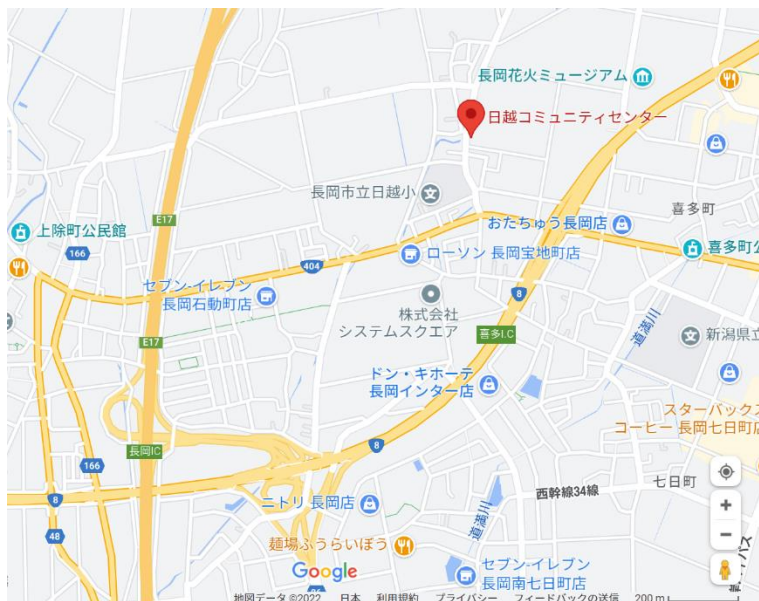 長岡花火ミュージアム
日越コミュニティセンター
長岡市立日越小
喜多町
E17
おたちゅう長岡店
上除町公民館
166
ローソン 長岡宝地町店
喜多町公
404
セブン-イレブン
長岡石動町店
8
株式会社
システムスクエア
道満川
喜多I.C
新潟県立
E17
ドン・キホーテ
長岡インター店
スターバックス
コーヒー 長岡七日町店
長岡IC
8
166
七日町
8
ニトリ 長岡店
西幹線34線
道満川
48
麺場ふうらいぼう
セブン-イレブン
長岡南七日町店
Google
地図データ ©2022 日本 利用規約 プライバシー フィードバックの送信 200 m